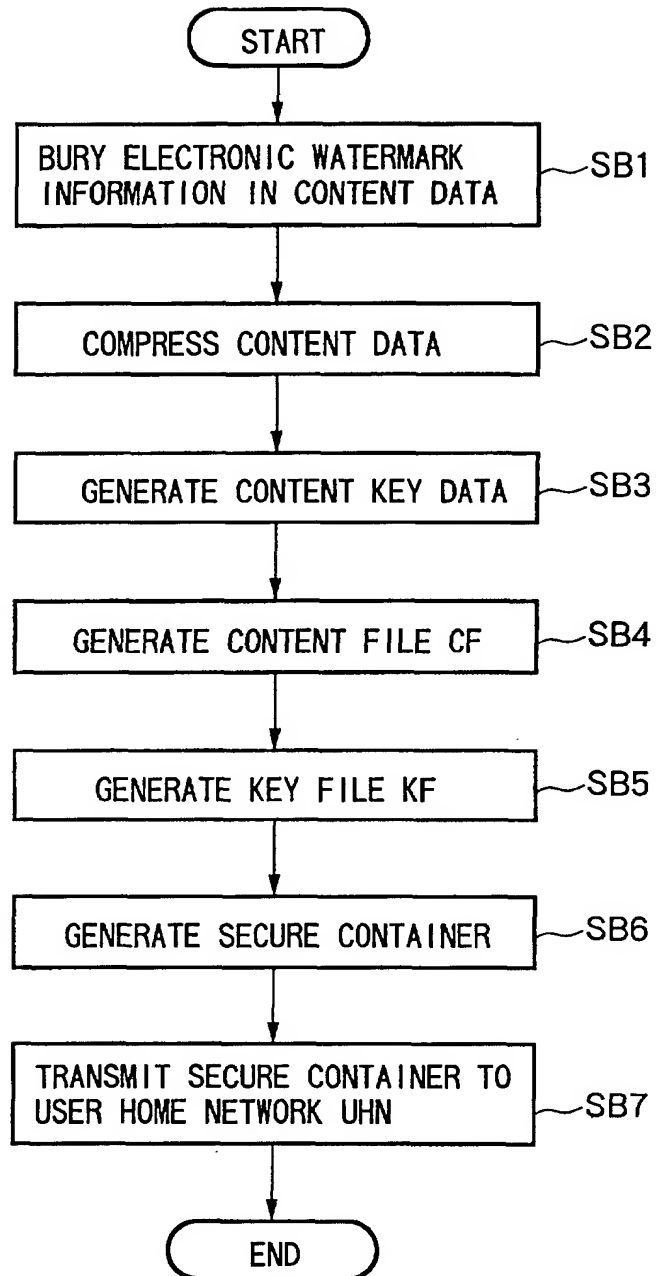 START
BURY ELECTRONIC WATERMARK
INFORMATION IN CONTENT DATA
SB1
COMPRESS CONTENT DATA
SB2
GENERATE CONTENT KEY DATA
SB3
GENERATE CONTENT FILE CF
SB4
GENERATE KEY FILE KF
SB5
GENERATE SECURE CONTAINER
SB6
TRANSMIT SECURE CONTAINER TO
USER HOME NETWORK UHN
SB7
END